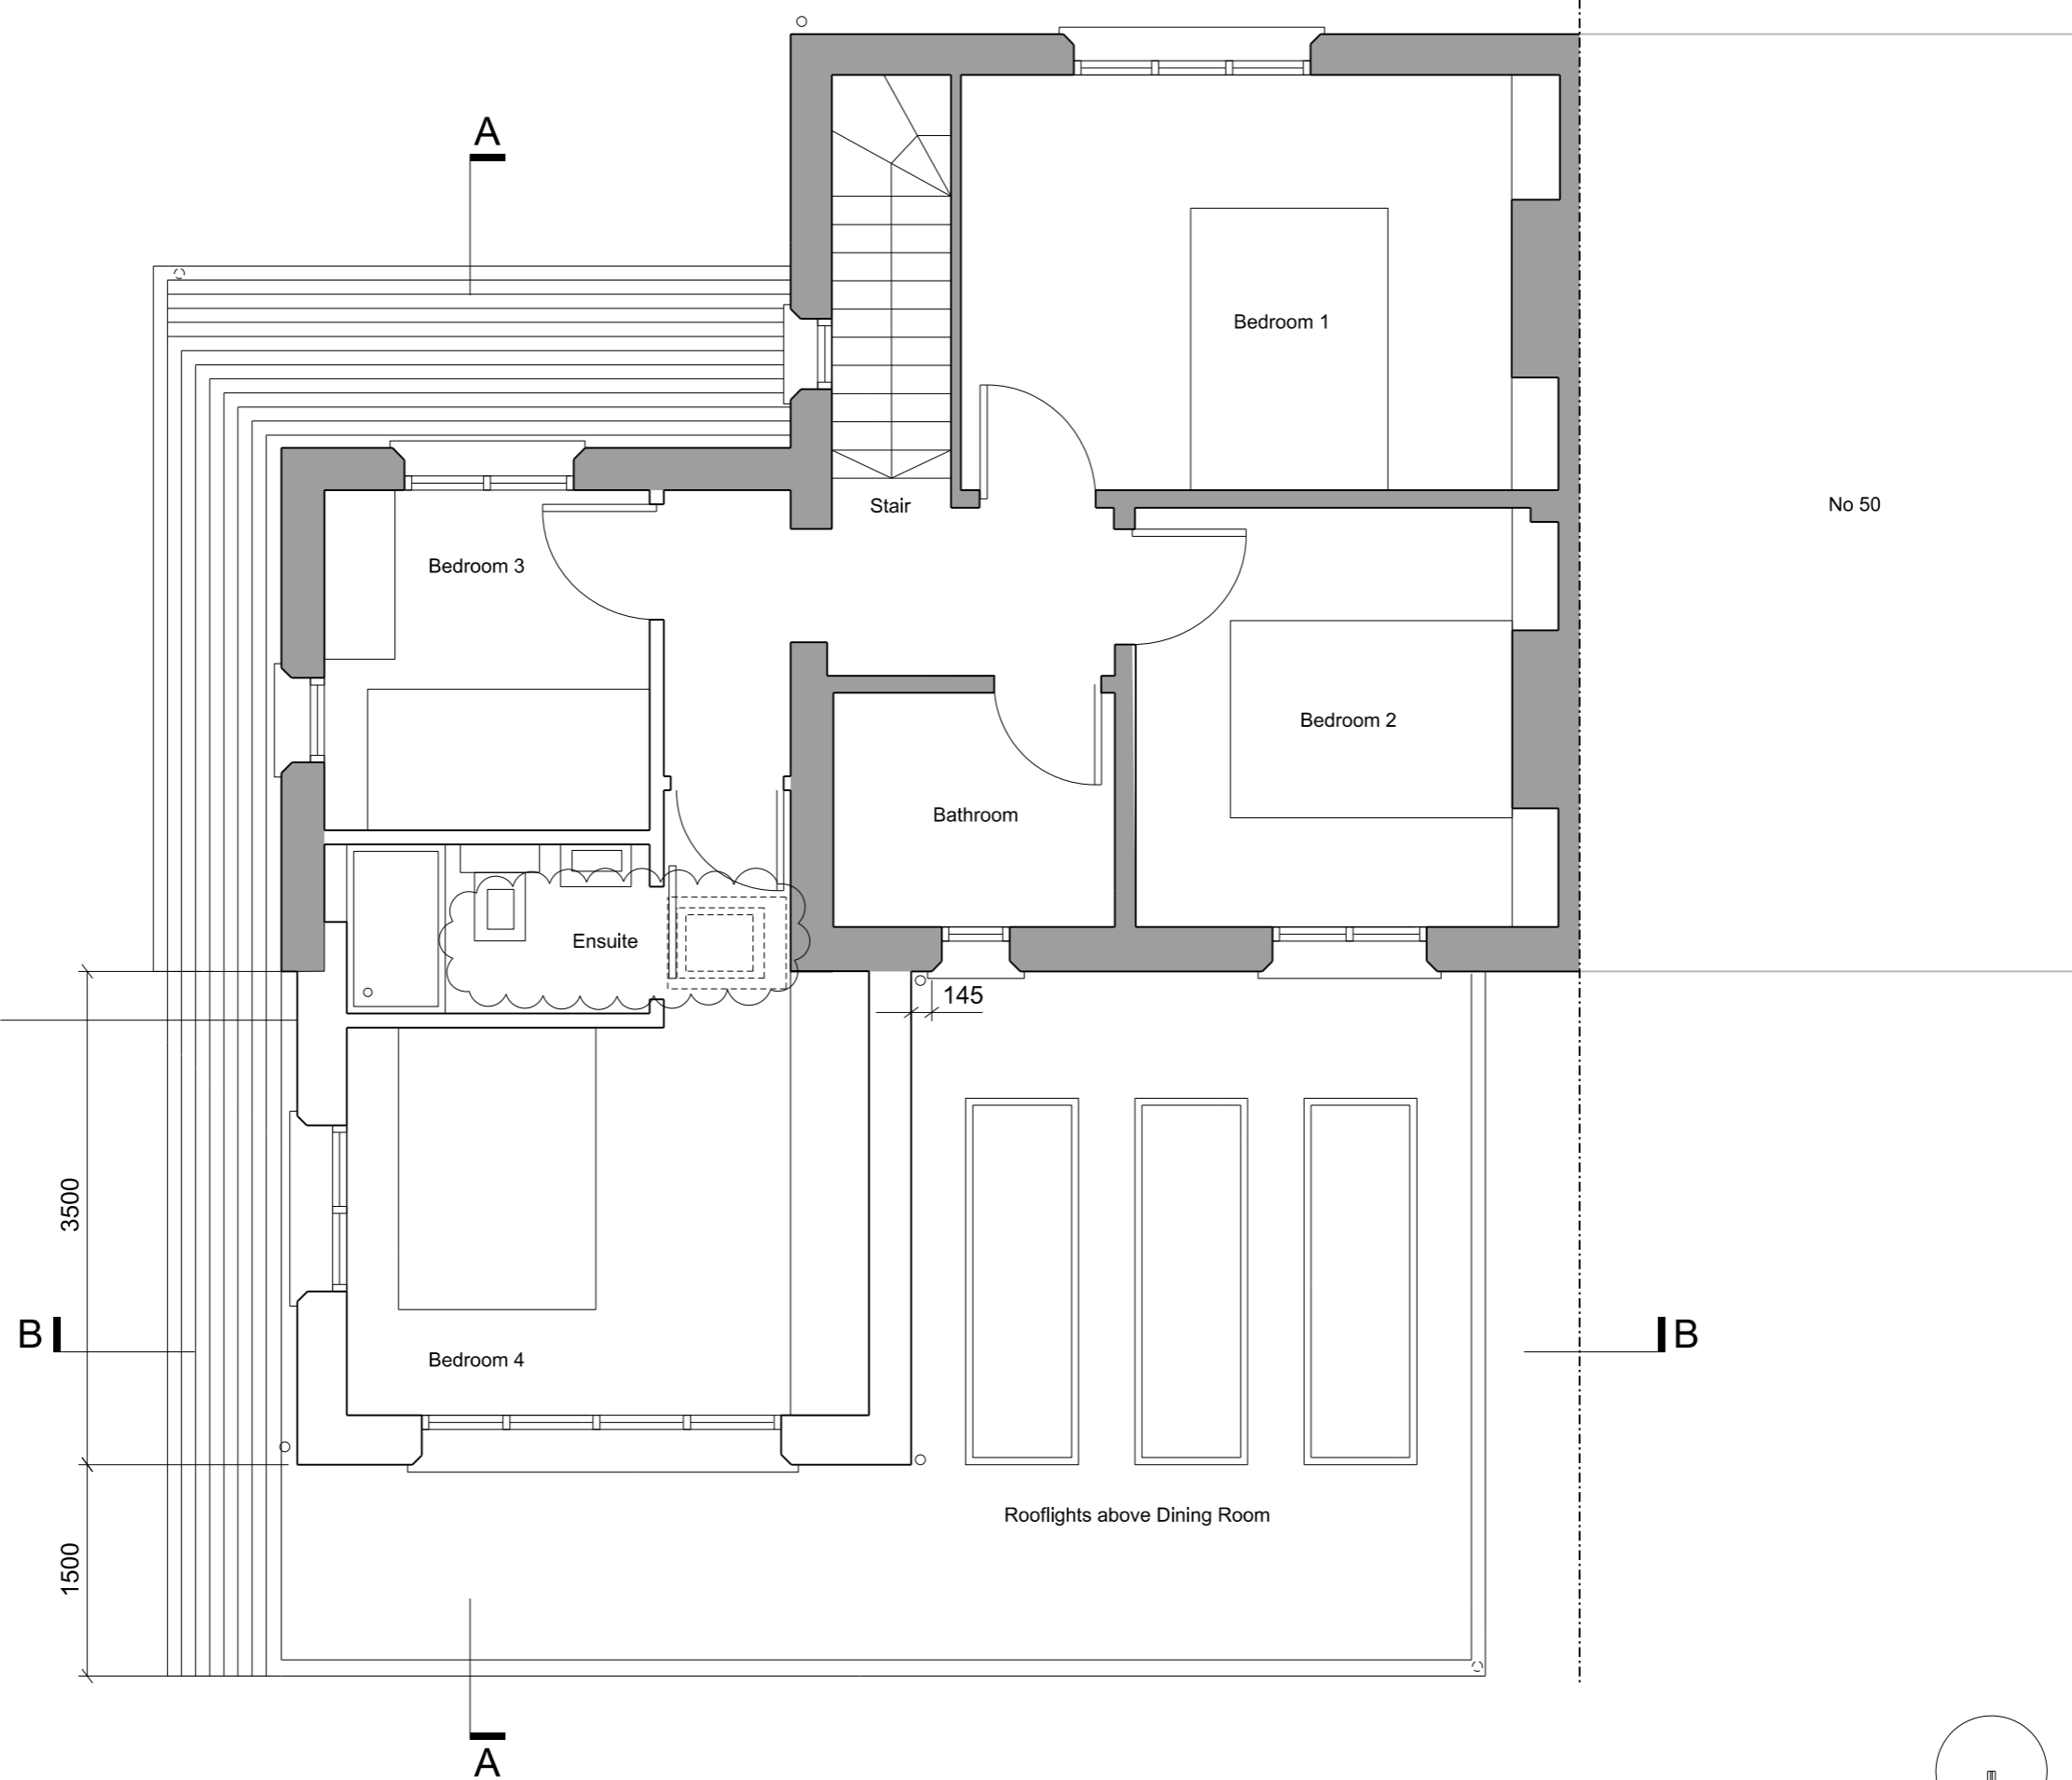 A
Bedroom 1
Stair
No 50
Bedroom 3
Bedroom 2
Bathroom
Ensuite
145
3500
B
B
Bedroom 4
Rooflights above Dining Room
1500
A